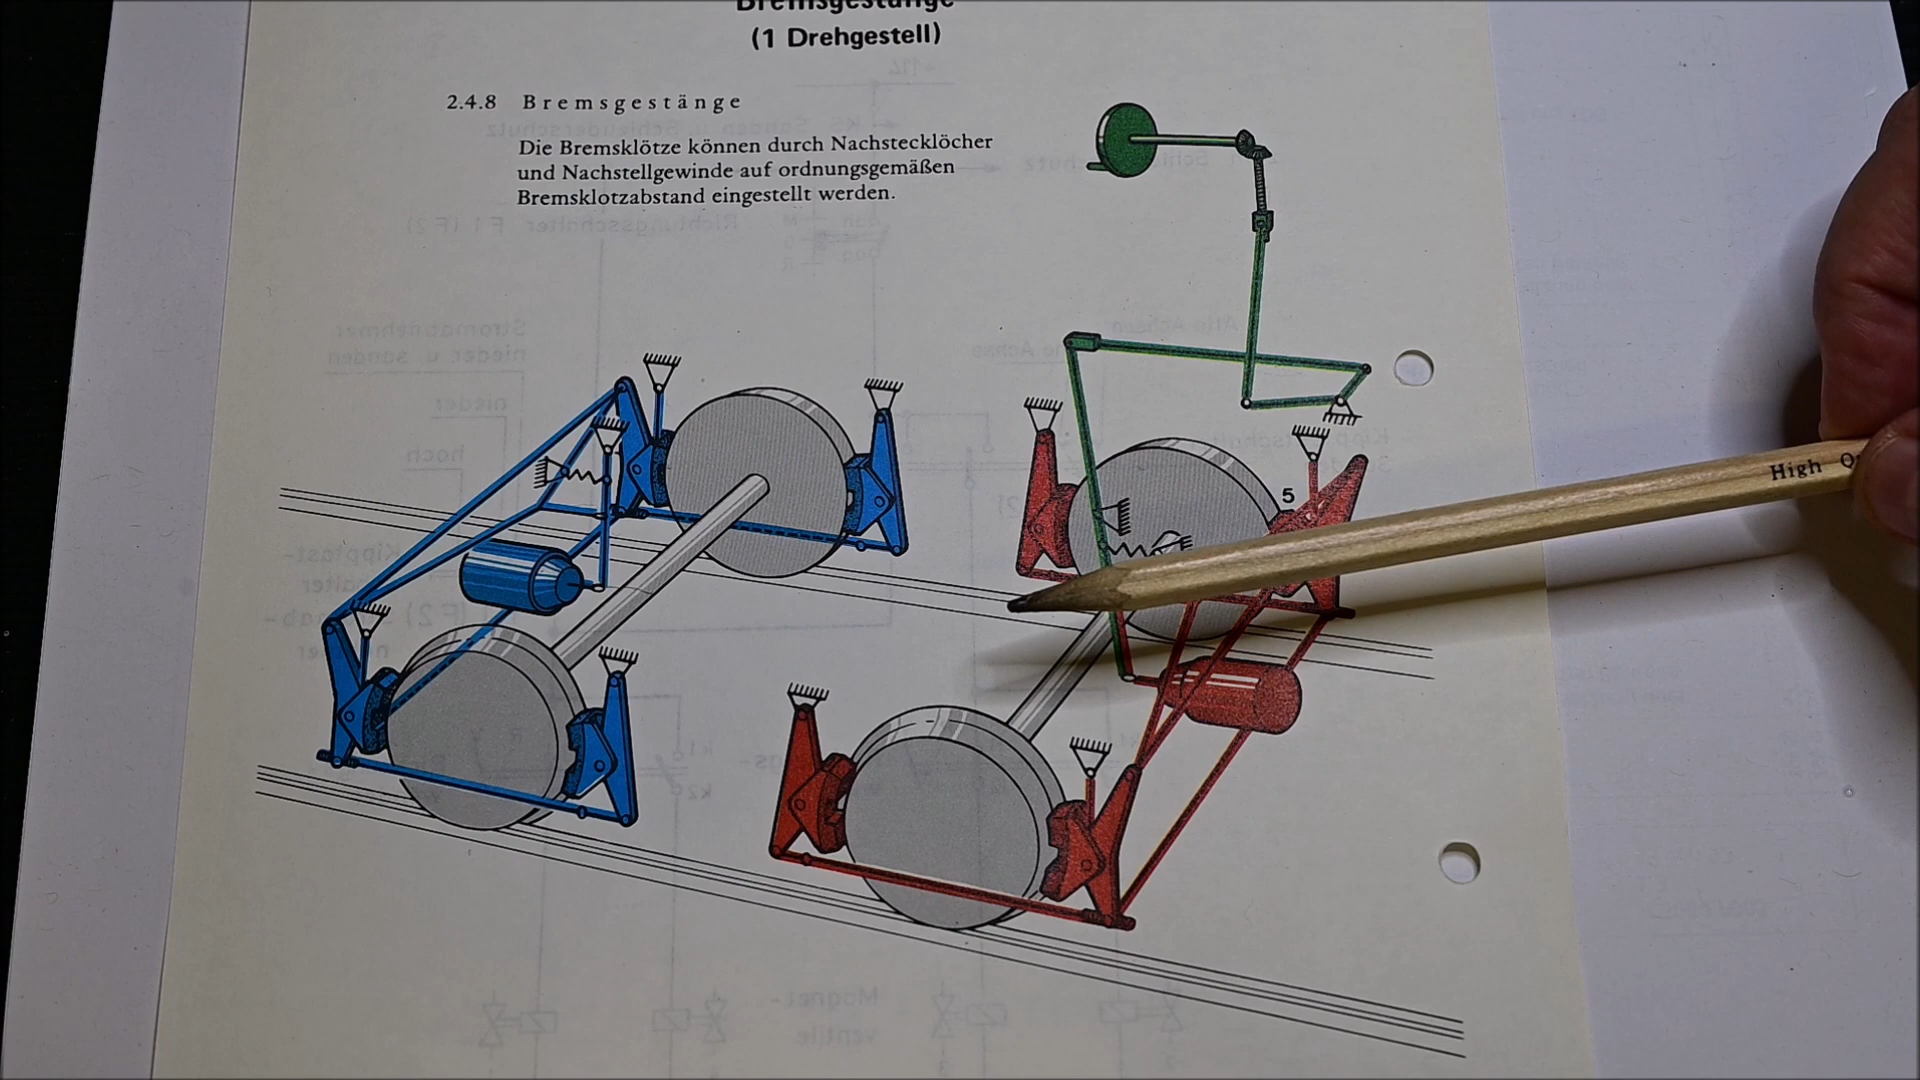 Bremsgestänge
(1 Drehgestell)
2.4.8 Bremsgestänge
Die Bremsklötze können durch Nachstecklöcher
und Nachstellgewinde auf ordnungsgemäßen
Bremsklotzabstand eingestellt werden.
5
High